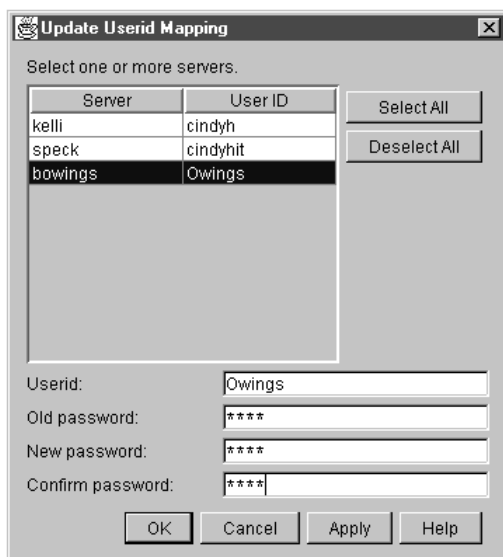 Update Userid Mapping
Select one or more servers.
Server User ID
kelli cindyh
speck cindyhit
bowings Owings
Select All
Deselect All
Userid: Owings
Old password: ****
New password: ****
Confirm password: ****
OK Cancel Apply Help